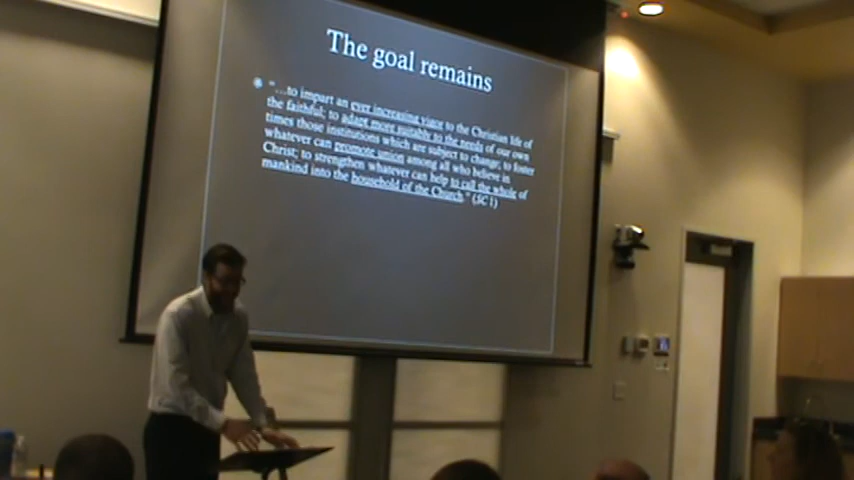 The goal remains
"...to impart an ever increasing vigor to the Christian life of
the faithful; to adapt more suitably to the needs of our own
times those institutions which are subject to change; to foster
whatever can promote union among all who believe in
Christ; to strengthen whatever can help to call the whole of
mankind into the household of the Church." (SC 1)